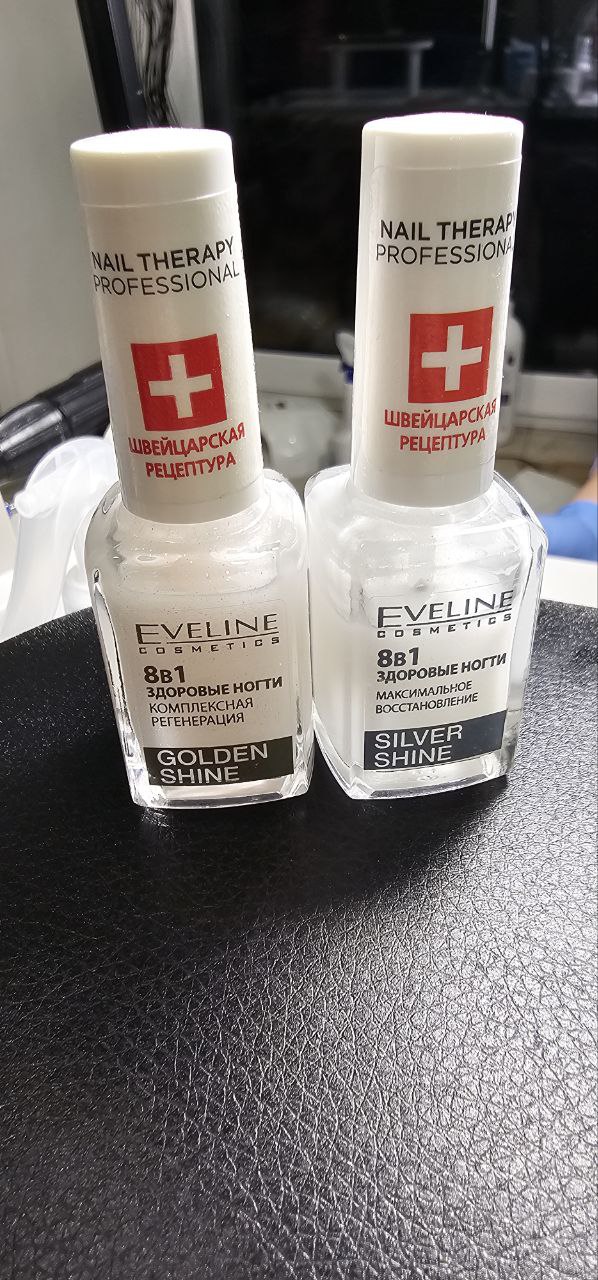 NAIL THERAPY
PROFESSIONAL
ШВЕЙЦАРСКАЯ
РЕЦЕПТУРА
EVELINE
COSMETICS
8В1
ЗДОРОВЫЕ НОГТИ
КОМПЛЕКСНАЯ
РЕГЕНЕРАЦИЯ
GOLDEN
SHINE
NAIL THERAPY
PROFESSIONA
ШВЕЙЦАРСКАЯ
РЕЦЕПТУРА
EVELINE
COSMETICS
8В1
ЗДОРОВЫЕ НОГТИ
МАКСИМАЛЬНОЕ
ВОССТАНОВЛЕНИЕ
SILVER
SHINE